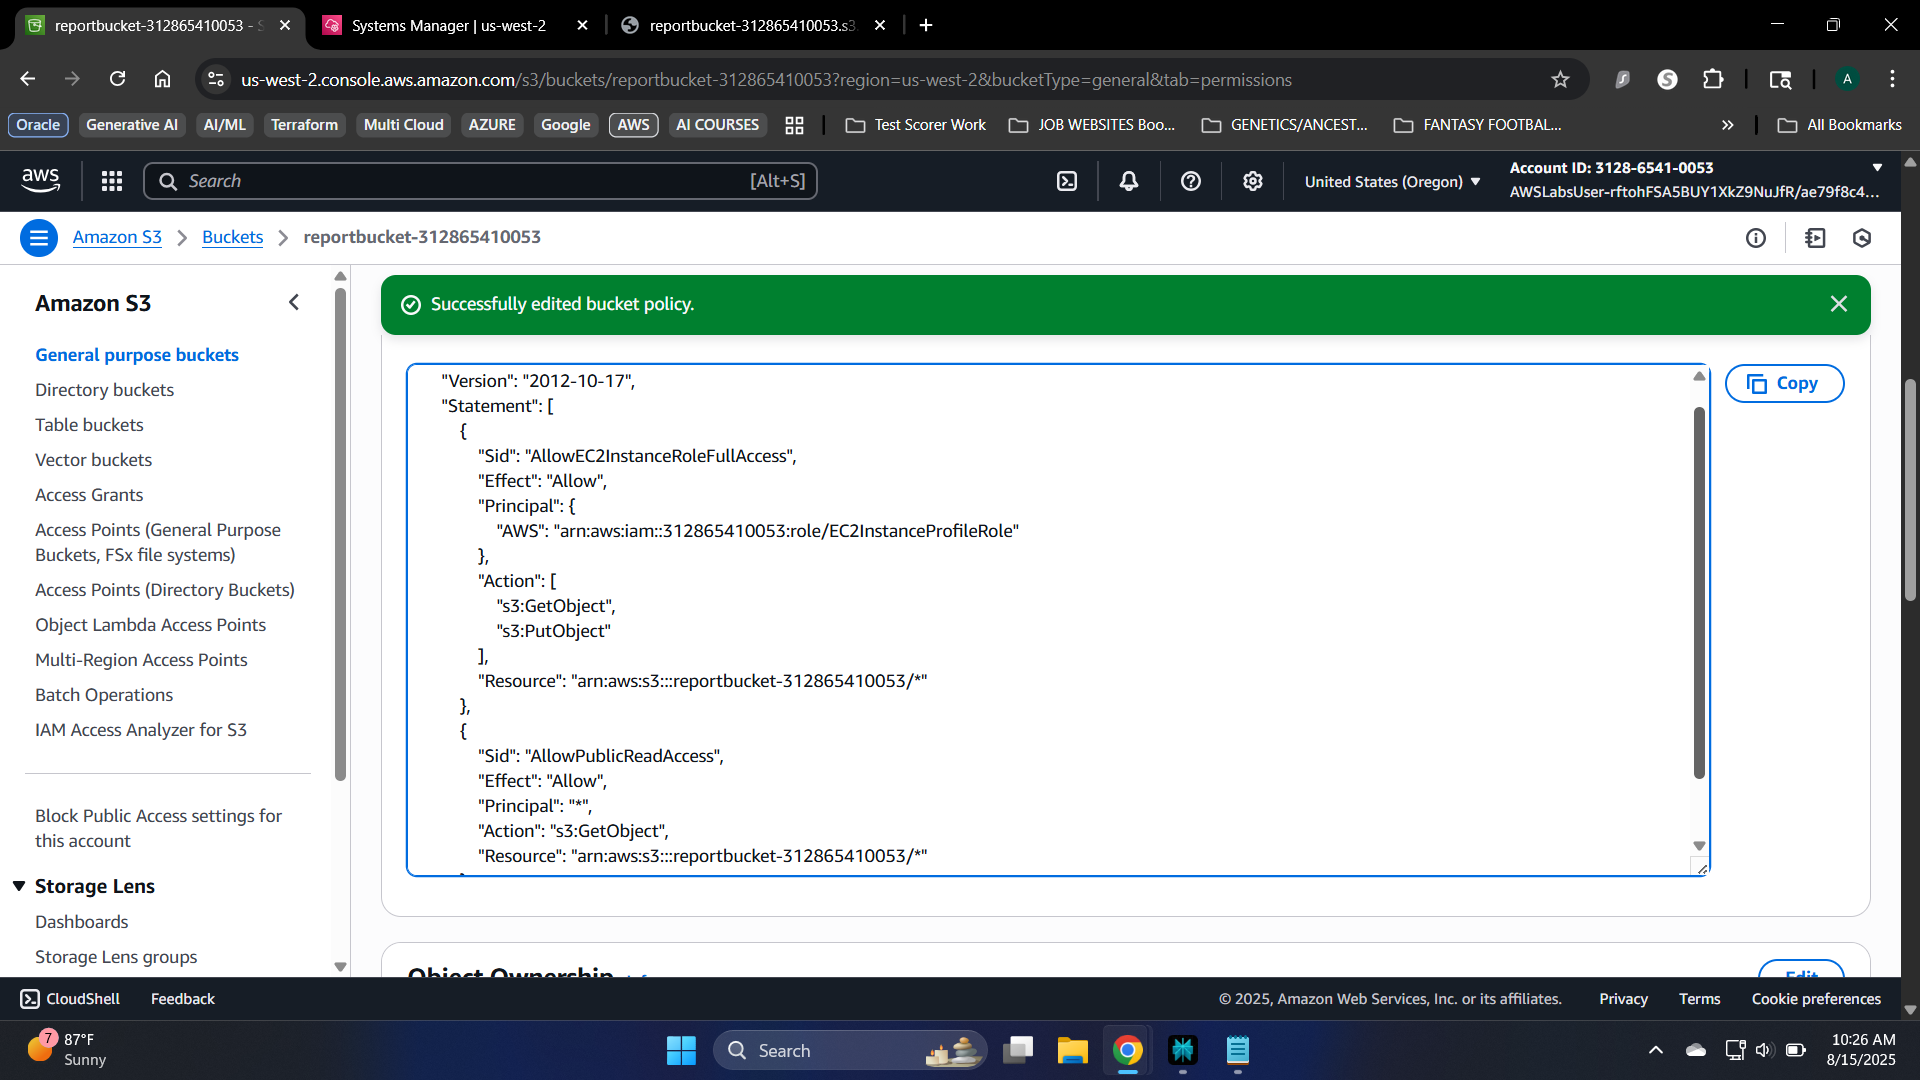 reportbucket-312865410053 - S
Systems Manager | us-west-2
reportbucket-312865410053.s3
us-west-2.console.aws.amazon.com/s3/buckets/reportbucket-312865410053?region=us-west-2&bucketType=general&tab=permissions
A
Oracle
Generative AI
AI/ML
Terraform
Multi Cloud
AZURE
Google
AWS
AI COURSES
Test Scorer Work
JOB WEBSITES Boo...
GENETICS/ANCEST...
FANTASY FOOTBAL...
All Bookmarks
aws
Search
[Alt+S]
United States (Oregon)
Account ID: 3128-6541-0053
AWSLabsUser-rftohFSA5BUY1XkZ9NuJfR/ae79f8c4...
Amazon S3
Buckets
reportbucket-312865410053
Amazon S3
General purpose buckets
Directory buckets
Table buckets
Vector buckets
Access Grants
Access Points (General Purpose
Buckets, FSx file systems)
Access Points (Directory Buckets)
Object Lambda Access Points
Multi-Region Access Points
Batch Operations
IAM Access Analyzer for S3
Block Public Access settings for
this account
Storage Lens
Dashboards
Storage Lens groups
Successfully edited bucket policy.
"Version": "2012-10-17",
"Statement": [
{
"Sid": "AllowEC2InstanceRoleFullAccess",
"Effect": "Allow",
"Principal": {
"AWS": "arn:aws:iam::312865410053:role/EC2InstanceProfileRole"
},
"Action": [
"s3:GetObject",
"s3:PutObject"
],
"Resource": "arn:aws:s3:::reportbucket-312865410053/*"
},
{
"Sid": "AllowPublicReadAccess",
"Effect": "Allow",
"Principal": "*",
"Action": "s3:GetObject",
"Resource": "arn:aws:s3:::reportbucket-312865410053/*"
Copy
Object Ownership
Edit
CloudShell
Feedback
© 2025, Amazon Web Services, Inc. or its affiliates.
Privacy
Terms
Cookie preferences
7
87°F
Sunny
Search
10:26 AM
8/15/2025